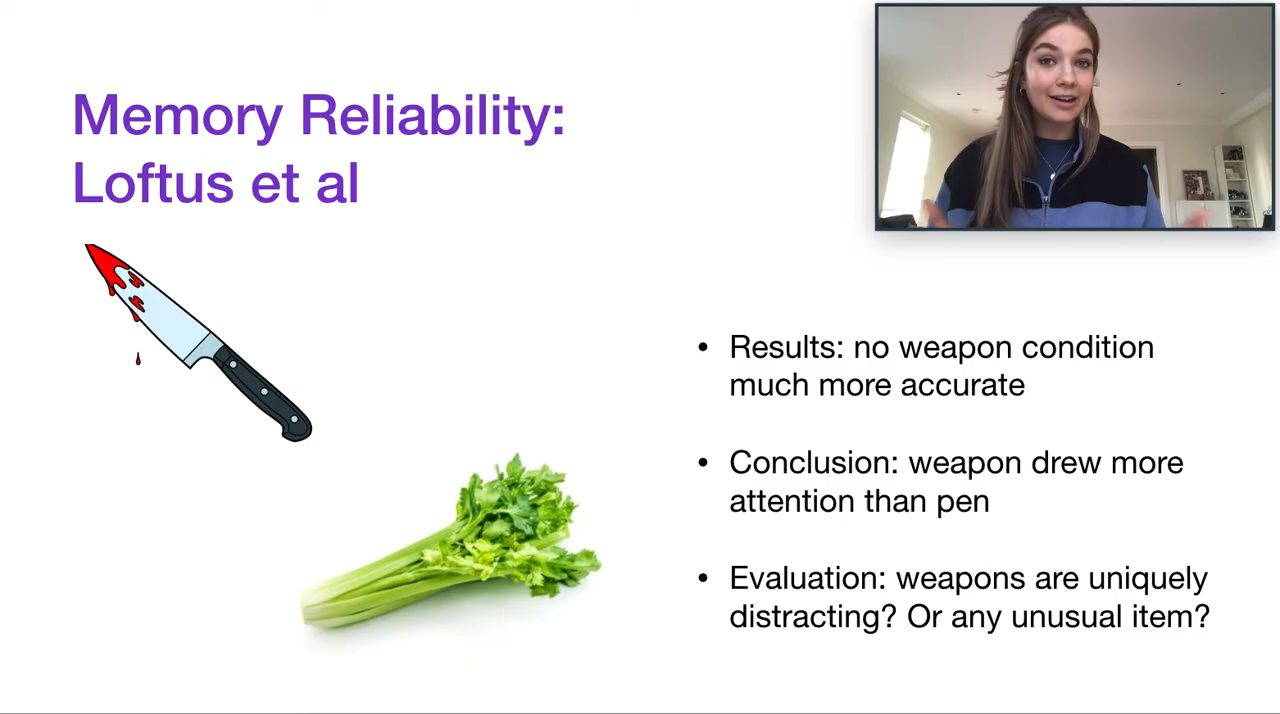 Memory Reliability:
Loftus et al
• Results: no weapon condition
much more accurate
• Conclusion: weapon drew more
attention than pen
• Evaluation: weapons are uniquely
distracting? Or any unusual item?